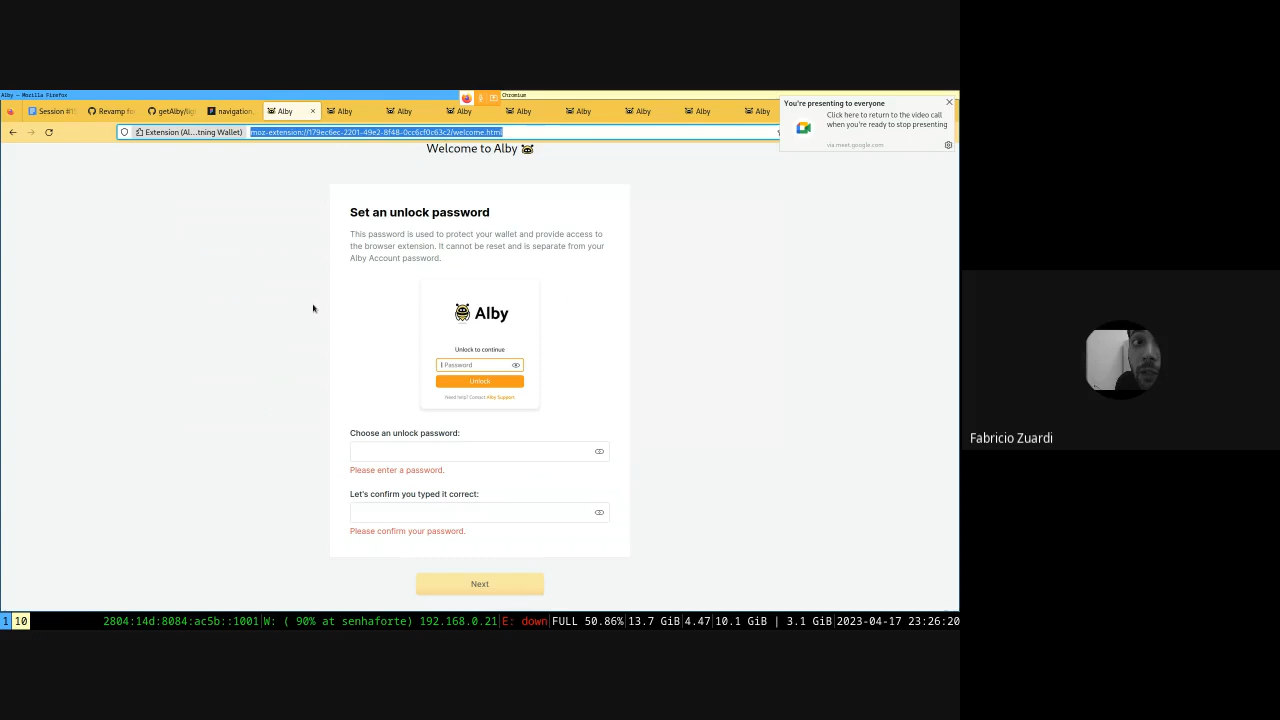 Alby — Mozilla Firefox
Chromium
Session #1
Revamp fo
getAlby/lig
navigation.
Alby
Alby
Alby
Alby
Alby
Alby
Alby
Alby
Alby
You're presenting to everyone
Click here to return to the video call
when you're ready to stop presenting
via meet.google.com
Extension (Al...tning Wallet)
moz-extension://179ec6ec-2201-49e2-8f48-0cc6cf0c63c2/welcome.html
Welcome to Alby
Set an unlock password
This password is used to protect your wallet and provide access to
the browser extension. It cannot be reset and is separate from your
Alby Account password.
Alby
Unlock to continue
Password
Unlock
Need help? Contact Alby Support
Choose an unlock password:
Please enter a password.
Let's confirm you typed it correct:
Please confirm your password.
Next
Fabricio Zuardi
1 10 2804:14d:8084:ac5b::1001|W: ( 90% at senhaforte) 192.168.0.21|E: down|FULL 50.86%|13.7 GiB|4.47|10.1 GiB | 3.1 GiB|2023-04-17 23:26:20